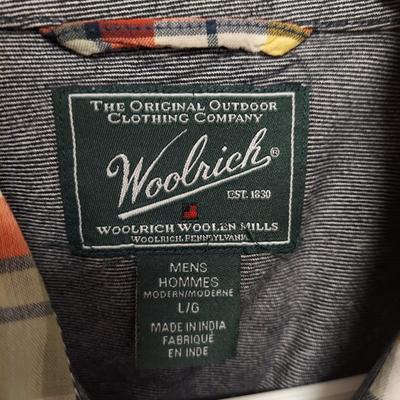 THE ORIGINAL OUTDOOR
CLOTHING COMPANY
Woolrich®
EST. 1830
WOOLRICH WOOLEN MILLS
WOOLRICH, PENNSYLVANIA
MENS
HOMMES
MODERN/MODERNE
L/G
MADE IN INDIA
FABRIQUÉ
EN INDE